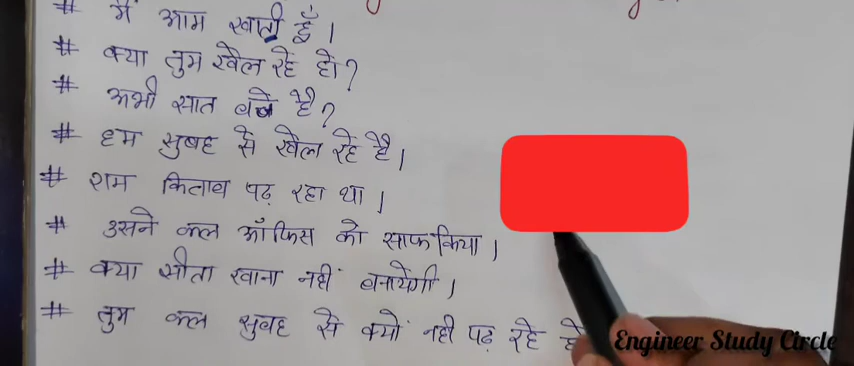 # मैं आम खाती हूँ।
# क्या तुम खेल रहे हो?
# अभी सात बजे है?
# हम सुबह से खेल रहे है।
# राम किताब पढ़ रहा था।
# उसने कल ऑफिस को साफ किया।
# क्या सीता खाना नहीं बनायेगी।
# तुम कल सुबह से क्यों नही पढ़ रहे
Engineer Study Circle